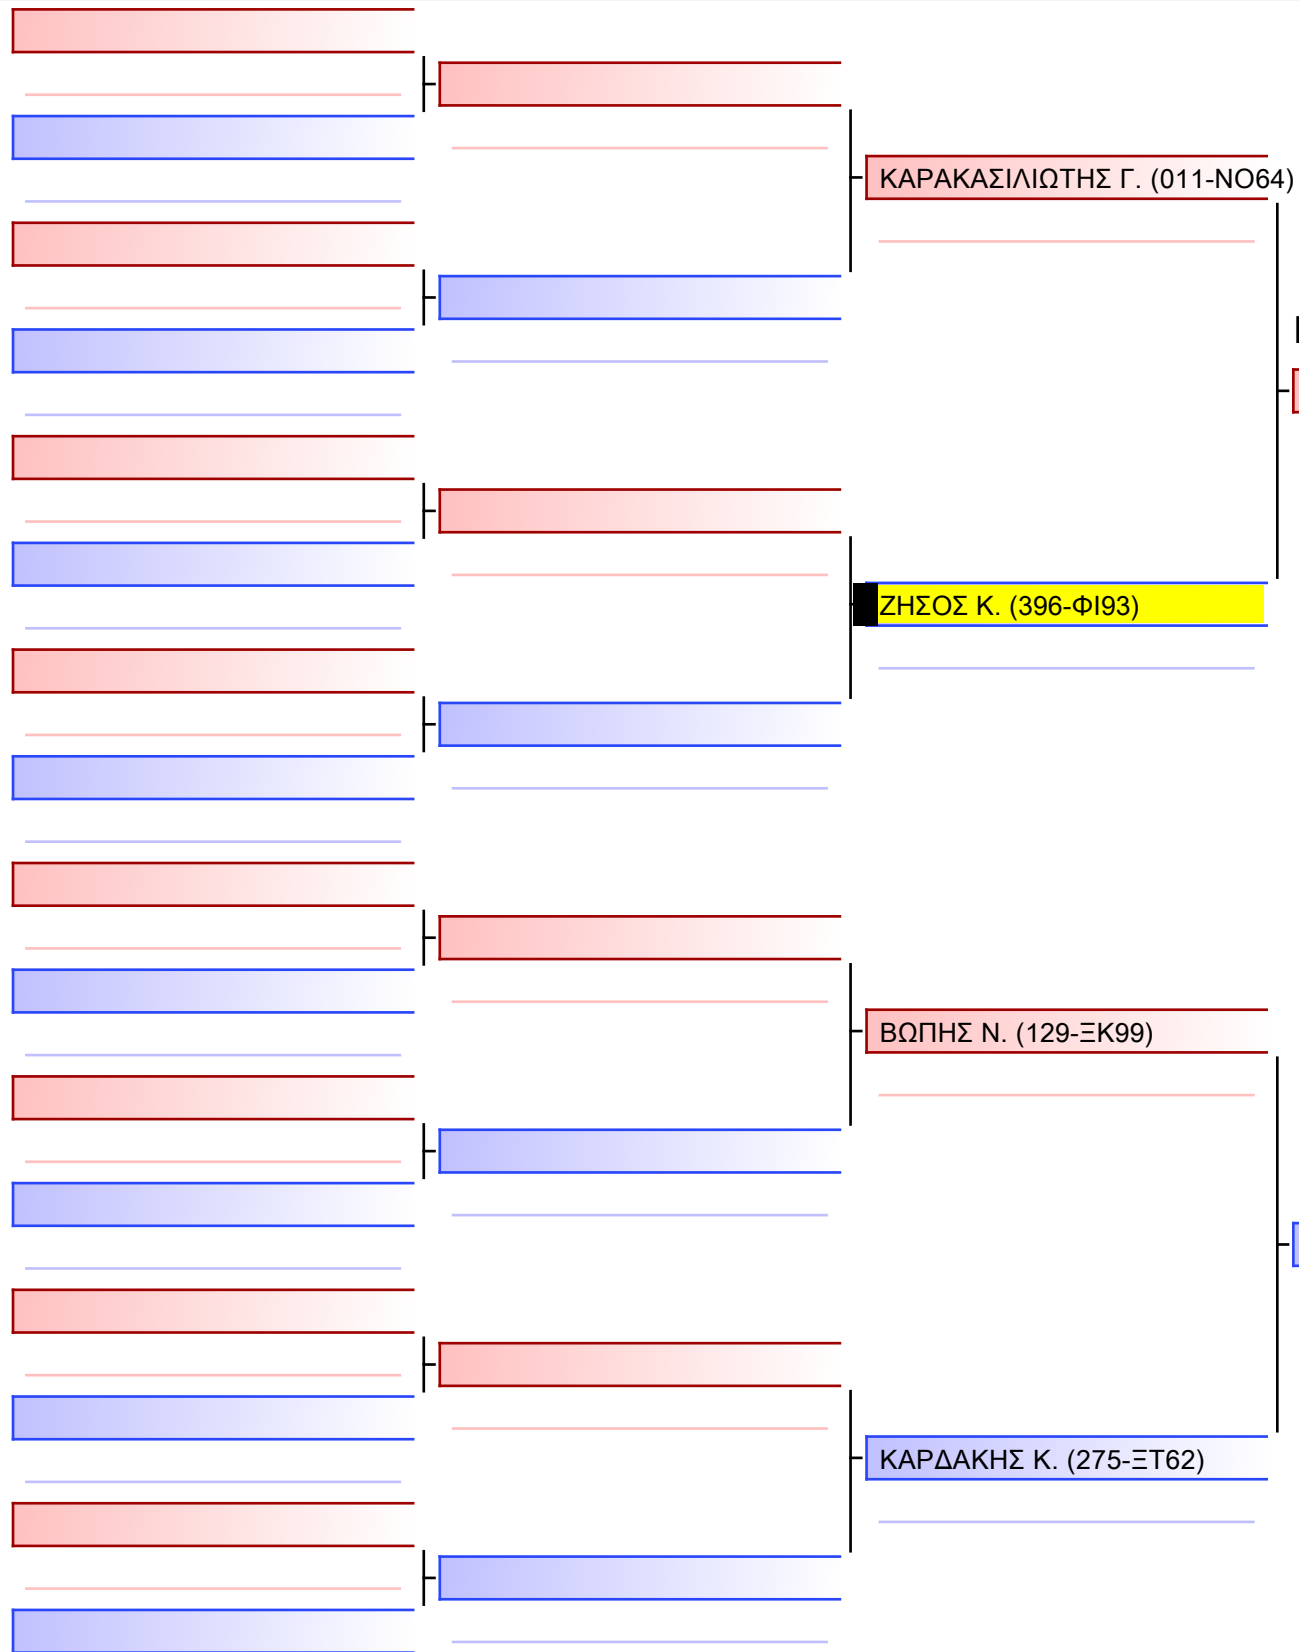 ΚΑΡΑΚΑΣΙΛΙΩΤΗΣ Γ. (011-ΝΟ64)
ΖΗΣΟΣ Κ. (396-ΦΙ93)
ΒΩΠΗΣ Ν. (129-ΞΚ99)
ΚΑΡΔΑΚΗΣ Κ. (275-ΞΤ62)